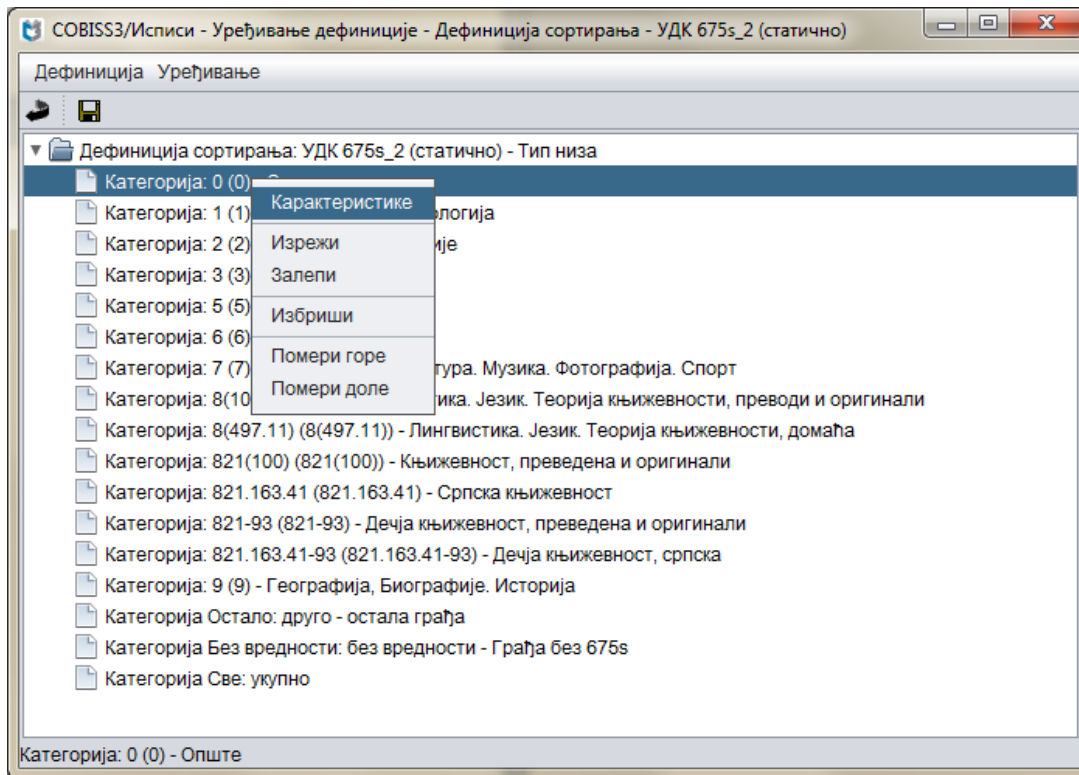 COBISS3/Исписи - Уређивање дефиниције - Дефиниција сортирања - УДК 675s_2 (статично)
Дефиниција Уређивање
Дефиниција сортирања: УДК 675s_2 (статично) - Тип низа
Категорија: 0 (0)
Карактеристике
Категорија: 1 (1) ологија
Изрежи
Категорија: 2 (2) ије
Залепи
Категорија: 3 (3)
Избриши
Категорија: 5 (5)
Категорија: 6 (6)
Помери горе
Категорија: 7 (7) тура. Музика. Фотографија. Спорт
Помери доле
Категорија: 8(10 тика. Језик. Теорија књижевности, преводи и оригинали
Категорија: 8(497.11) (8(497.11)) - Лингвистика. Језик. Теорија књижевности, домаћа
Категорија: 821(100) (821(100)) - Књижевност, преведена и оригинали
Категорија: 821.163.41 (821.163.41) - Српска књижевност
Категорија: 821-93 (821-93) - Дечја књижевност, преведена и оригинали
Категорија: 821.163.41-93 (821.163.41-93) - Дечја књижевност, српска
Категорија: 9 (9) - Географија, Биографије. Историја
Категорија Остало: друго - остала грађа
Категорија Без вредности: без вредности - Грађа без 675s
Категорија Све: укупно
Категорија: 0 (0) - Опште